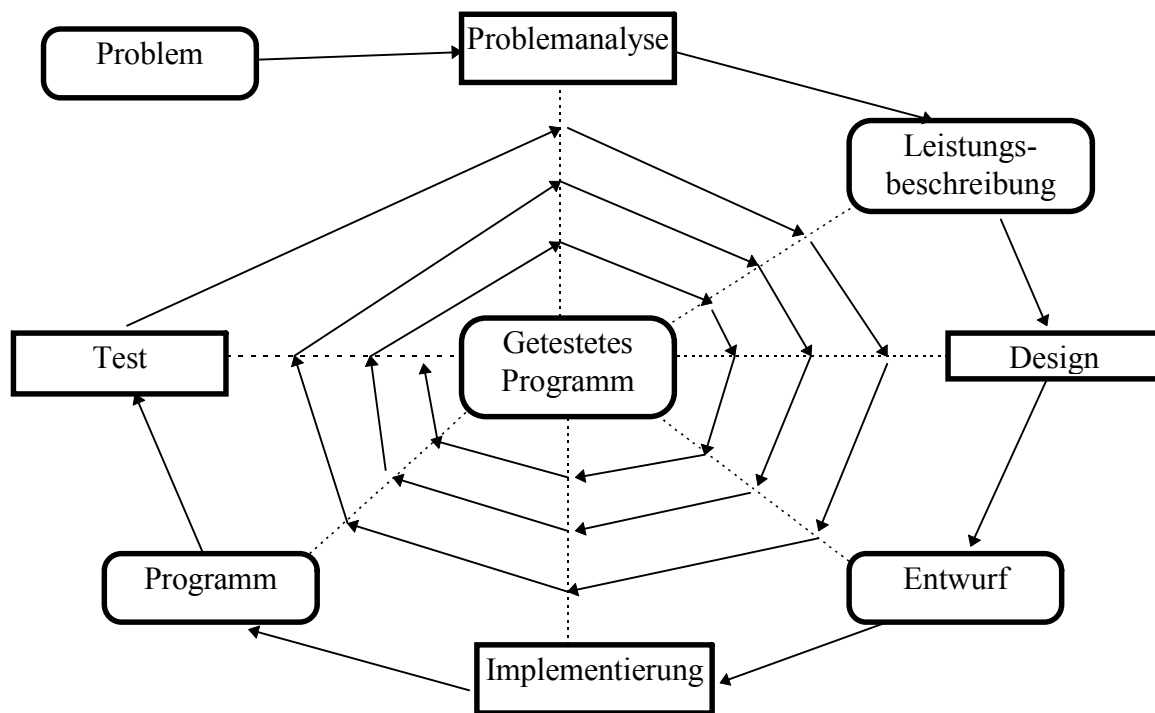 Problem
Problemanalyse
Leistungs-
beschreibung
Getestetes
Programm
Test
Design
Programm
Entwurf
Implementierung